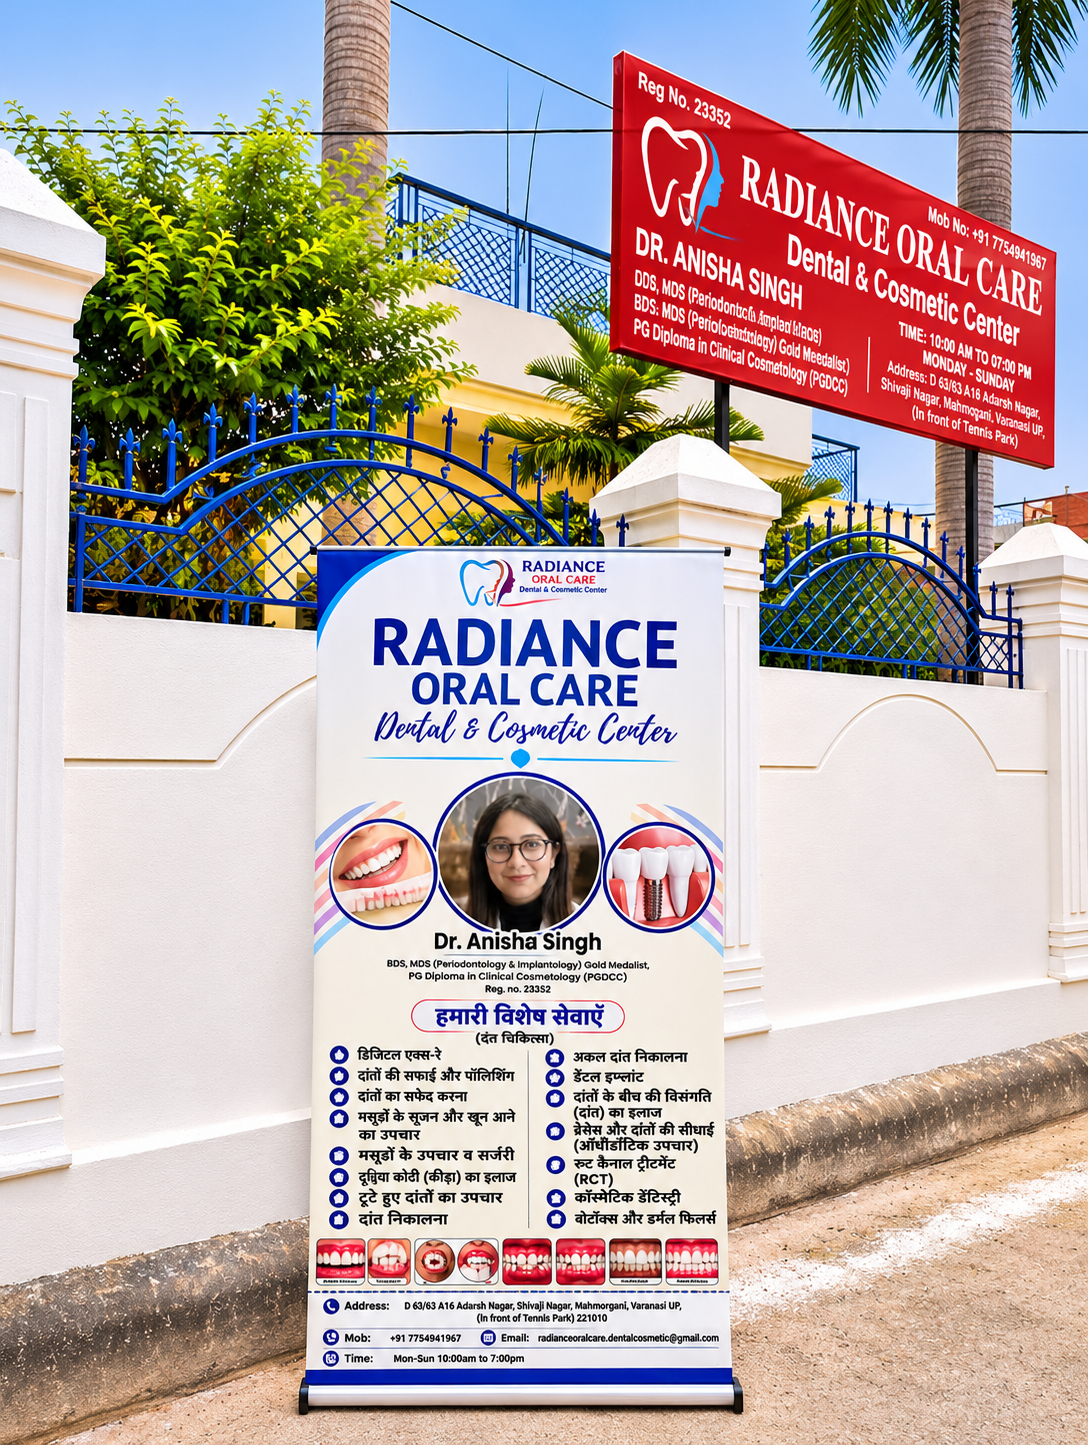 Reg No. 23352
RADIANCE ORAL CARE
Mob No: +91 7754941967
Dental & Cosmetic Center
DR. ANISHA SINGH
DDS, MDS
BDS: MDS Gold Meedalist)
PG Diploma in Clinical Cosmetology (PGDCC)
TIME: 10:00 AM TO 07:00 PM
MONDAY - SUNDAY
Address: D 63/63 A16 Adarsh Nagar,
Shivaji Nagar, Mahmogani, Varanasi UP,
(In front of Tennis Park)
RADIANCE
ORAL CARE
Dental & Cosmetic Center
RADIANCE
ORAL CARE
Dental & Cosmetic Center
Dr. Anisha Singh
BDS, MDS (Periodontology & Implantology) Gold Medalist,
PG Diploma in Clinical Cosmetology (PGDCC)
Reg. no. 23352
हमारी विशेष सेवाएँ
(दंत चिकित्सा)
डिजिटल एक्स-रे
दांतों की सफाई और पॉलिशिंग
दांतों का सफेद करना
मसूड़ों के सूजन और खून आने
का उपचार
मसूडों के उपचार व सर्जरी
कोढी (कीड़ा) का इलाज
टूटे हुए दांतों का उपचार
दांत निकालना
अकल दांत निकालना
डेंटल इम्प्लांट
दांतों के बीच की विसंगति
(दांत) का इलाज
ब्रेसेस और दांतों की सीधाई
उपचार)
रूट कैनाल ट्रीटमेंट
(RCT)
कॉस्मेटिक डेंटिस्ट्री
बोटॉक्स और डर्मल फिलर्स
Address: D 63/63 A16 Adarsh Nagar, Shivaji Nagar, Mahmorgani, Varanasi UP,
(In front of Tennis Park) 221010
Mob: +91 7754941967 Email: radianceoralcare.dentalcosmetic@gmail.com
Time: Mon-Sun 10:00am to 7:00pm